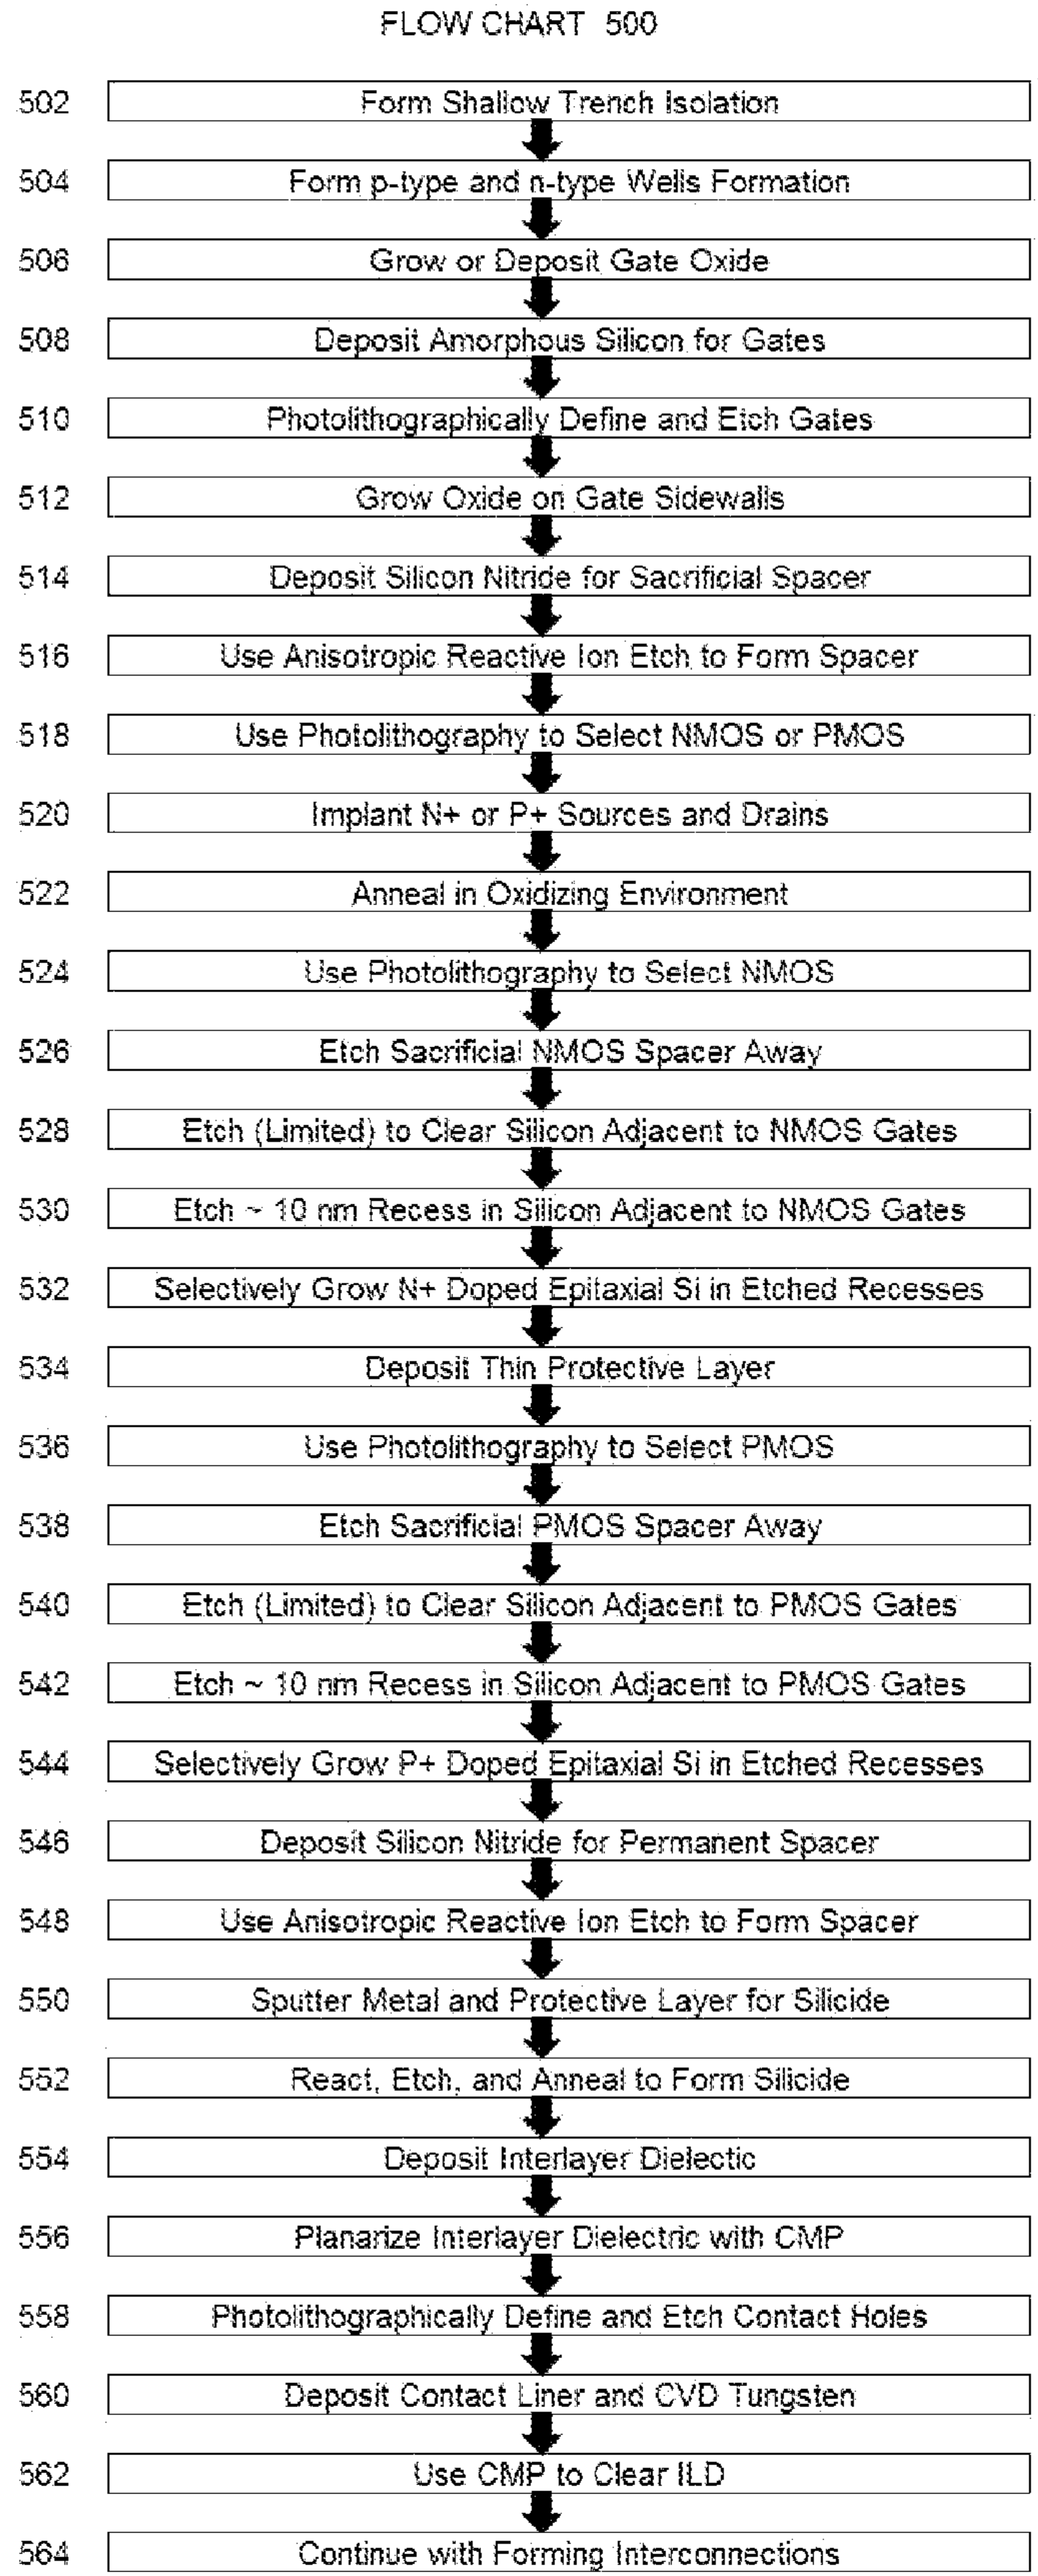 FLOW CHART 500
502 Form Shallow Trench Isolation
504 Form p-type and n-type Wells Formation
506 Grow or Deposit Gate Oxide
508 Deposit Amorphous Silicon for Gates
510 Photolithographically Define and Etch Gates
512 Grow Oxide on Gate Sidewalls
514 Deposit Silicon Nitride for Sacrificial Spacer
516 Use Anisotropic Reactive Ion Etch to Form Spacer
518 Use Photolithography to Select NMOS or PMOS
520 Implant N+ or P+ Sources and Drains
522 Anneal in Oxidizing Environment
524 Use Photolithography to Select NMOS
526 Etch Sacrificial NMOS Spacer Away
528 Etch (Limited) to Clear Silicon Adjacent to NMOS Gates
530 Etch ~ 10 nm Recess in Silicon Adjacent to NMOS Gates
532 Selectively Grow N+ Doped Epitaxial Si in Etched Recesses
534 Deposit Thin Protective Layer
536 Use Photolithography to Select PMOS
538 Etch Sacrificial PMOS Spacer Away
540 Etch (Limited) to Clear Silicon Adjacent to PMOS Gates
542 Etch ~ 10 nm Recess in Silicon Adjacent to PMOS Gates
544 Selectively Grow P+ Doped Epitaxial Si in Etched Recesses
546 Deposit Silicon Nitride for Permanent Spacer
548 Use Anisotropic Reactive Ion Etch to Form Spacer
550 Sputter Metal and Protective Layer for Silicide
552 React, Etch, and Anneal to Form Silicide
554 Deposit Interlayer Dielectic
556 Planarize Interlayer Dielectric with CMP
558 Photolithographically Define and Etch Contact Holes
560 Deposit Contact Liner and CVD Tungsten
562 Use CMP to Clear ILD
564 Continue with Forming Interconnections